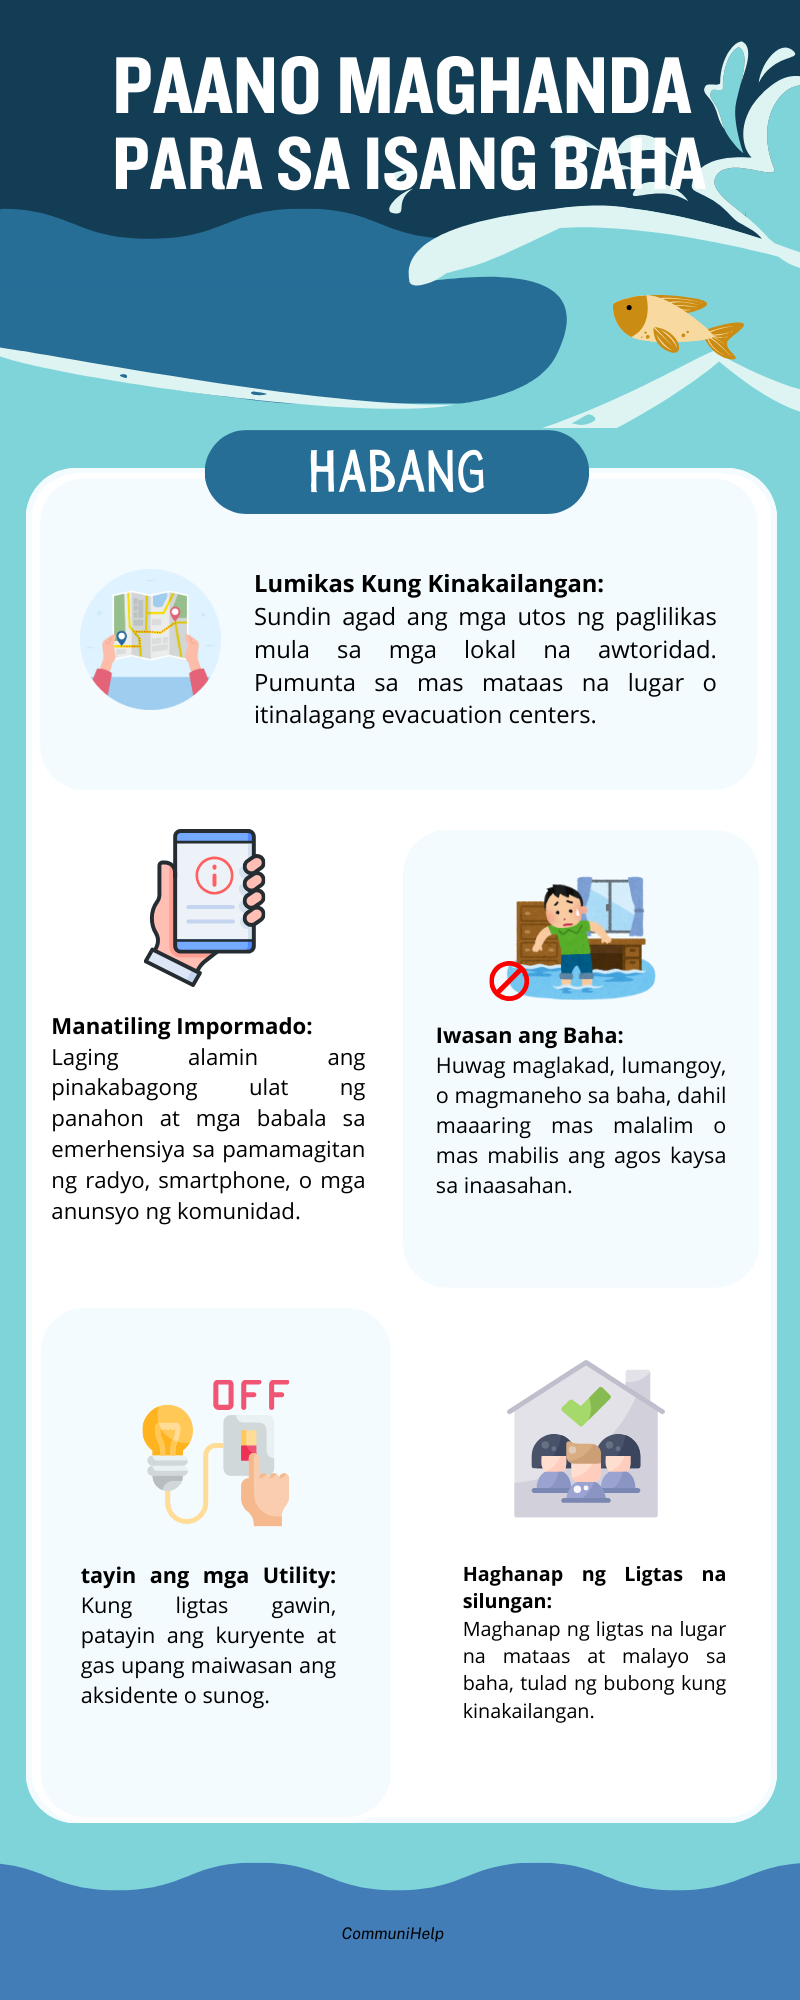 PAANO MAGHANDA
PARA SA ISANG BAHA
HABANG
Lumikas Kung Kinakailangan:
Sundin agad ang mga utos ng paglilikas
mula sa mga lokal na awtoridad.
Pumunta sa mas mataas na lugar o
itinalagang evacuation centers.
Manatiling Impormado:
Laging alamin ang
pinakabagong ulat ng
panahon at mga babala sa
emerhensiya sa pamamagitan
ng radyo, smartphone, o mga
anunsyo ng komunidad.
Iwasan ang Baha:
Huwag maglakad, lumangoy,
o magmaneho sa baha, dahil
maaaring mas malalim o
mas mabilis ang agos kaysa
sa inaasahan.
OFF
tayin ang mga Utility:
Kung ligtas gawin,
patayin ang kuryente at
gas upang maiwasan ang
aksidente o sunog.
Haghanap ng Ligtas na
silungan:
Maghanap ng ligtas na lugar
na mataas at malayo sa
baha, tulad ng bubong kung
kinakailangan.
CommuniHelp